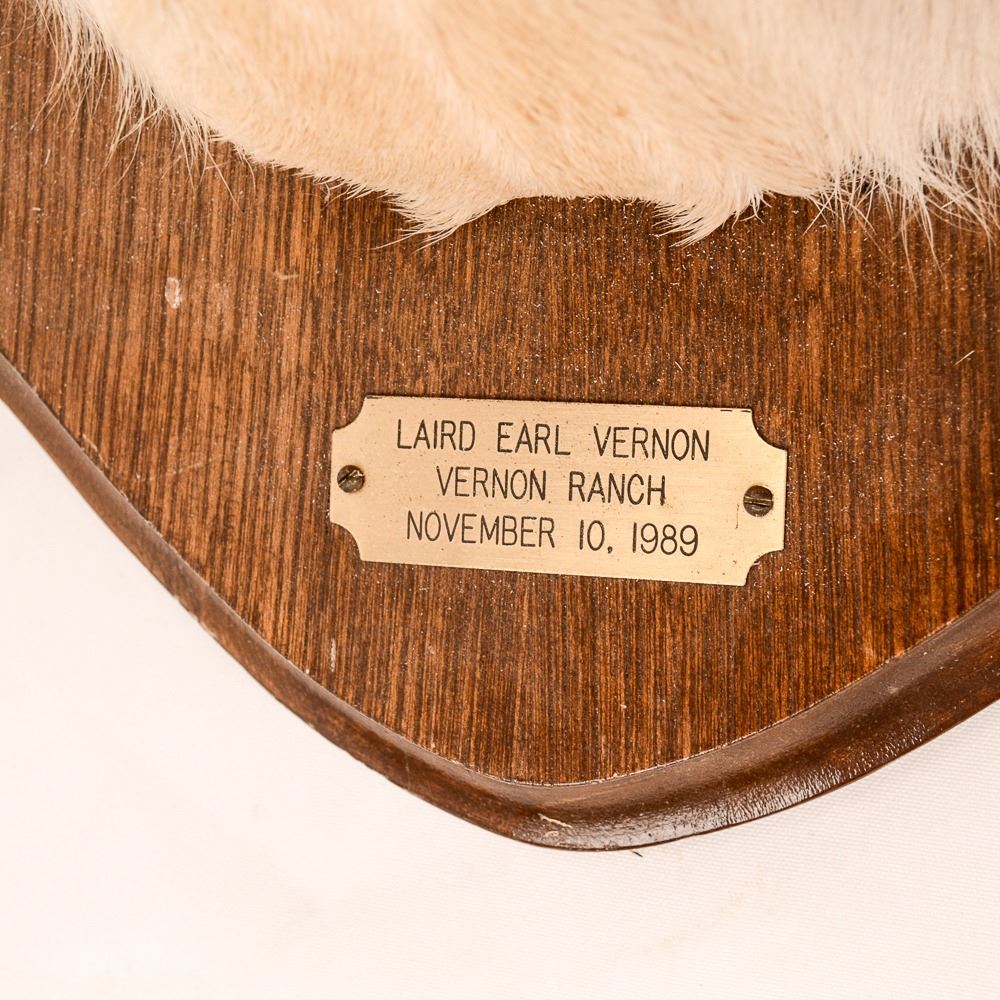 LAIRD EARL VERNON
VERNON RANCH
NOVEMBER 10, 1989